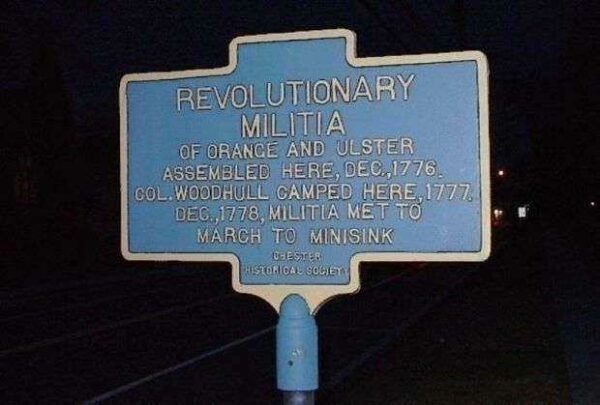 REVOLUTIONARY
MILITIA
OF ORANGE AND ULSTER
ASSEMBLED HERE, DEC.,1776.
COL. WOODHULL CAMPED HERE, 1777.
DEC., 1778, MILITIA MET TO
MARCH TO MINISINK
CHESTER
HISTORICAL SOCIETY